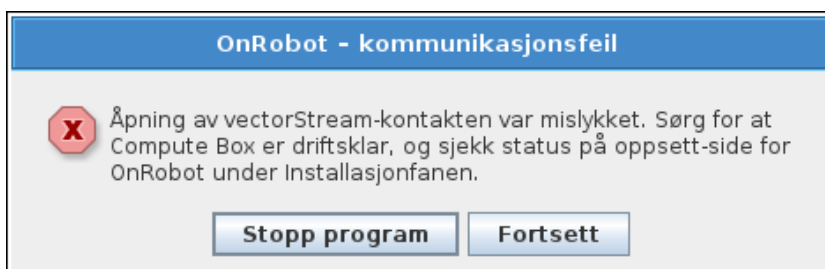 OnRobot - kommunikasjonsfeil
Åpning av vectorStream-kontakten var mislykket. Sørg for at
Compute Box er driftsklar, og sjekk status på oppsett-side for
OnRobot under Installasjonfanen.
Stopp program
Fortsett